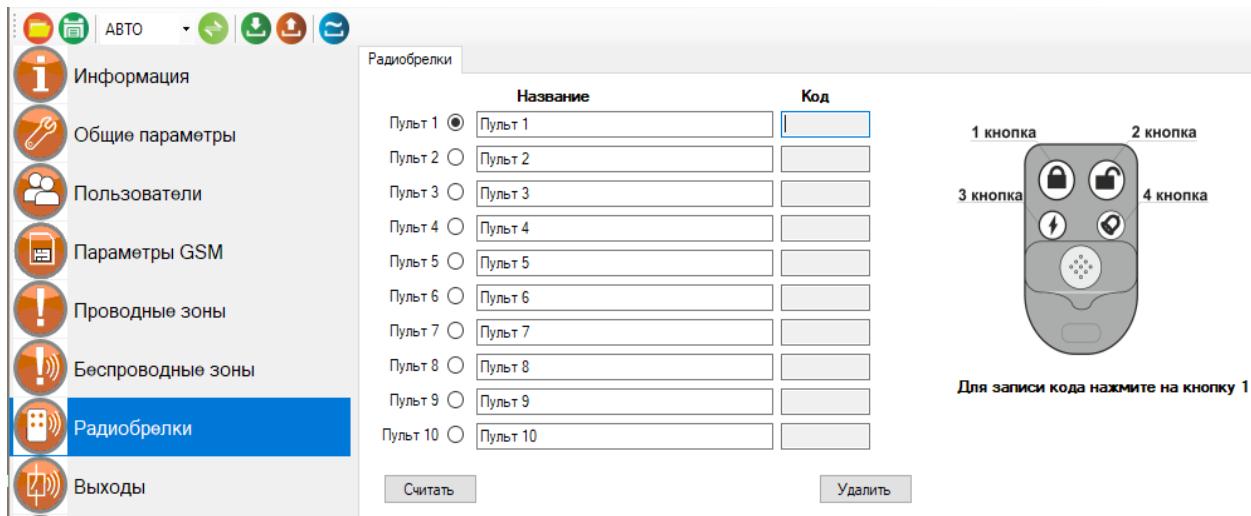 АВТО
Информация
Общие параметры
Пользователи
Параметры GSM
Проводные зоны
Беспроводные зоны
Радиобрелки
Выходы
Радиобрелки
Название Код
Пульт 1 Пульт 1
Пульт 2 Пульт 2
Пульт 3 Пульт 3
Пульт 4 Пульт 4
Пульт 5 Пульт 5
Пульт 6 Пульт 6
Пульт 7 Пульт 7
Пульт 8 Пульт 8
Пульт 9 Пульт 9
Пульт 10 Пульт 10
Считать Удалить
1 кнопка 2 кнопка
3 кнопка 4 кнопка
Для записи кода нажмите на кнопку 1